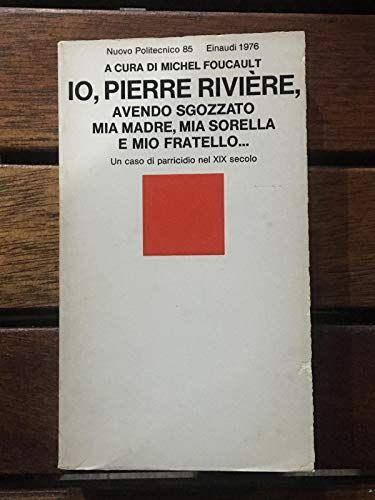 Nuovo Politecnico 85 Einaudi 1976
A CURA DI MICHEL FOUCAULT
IO, PIERRE RIVIÈRE,
AVENDO SGOZZATO
MIA MADRE, MIA SORELLA
E MIO FRATELLO...
Un caso di parricidio nel XIX secolo